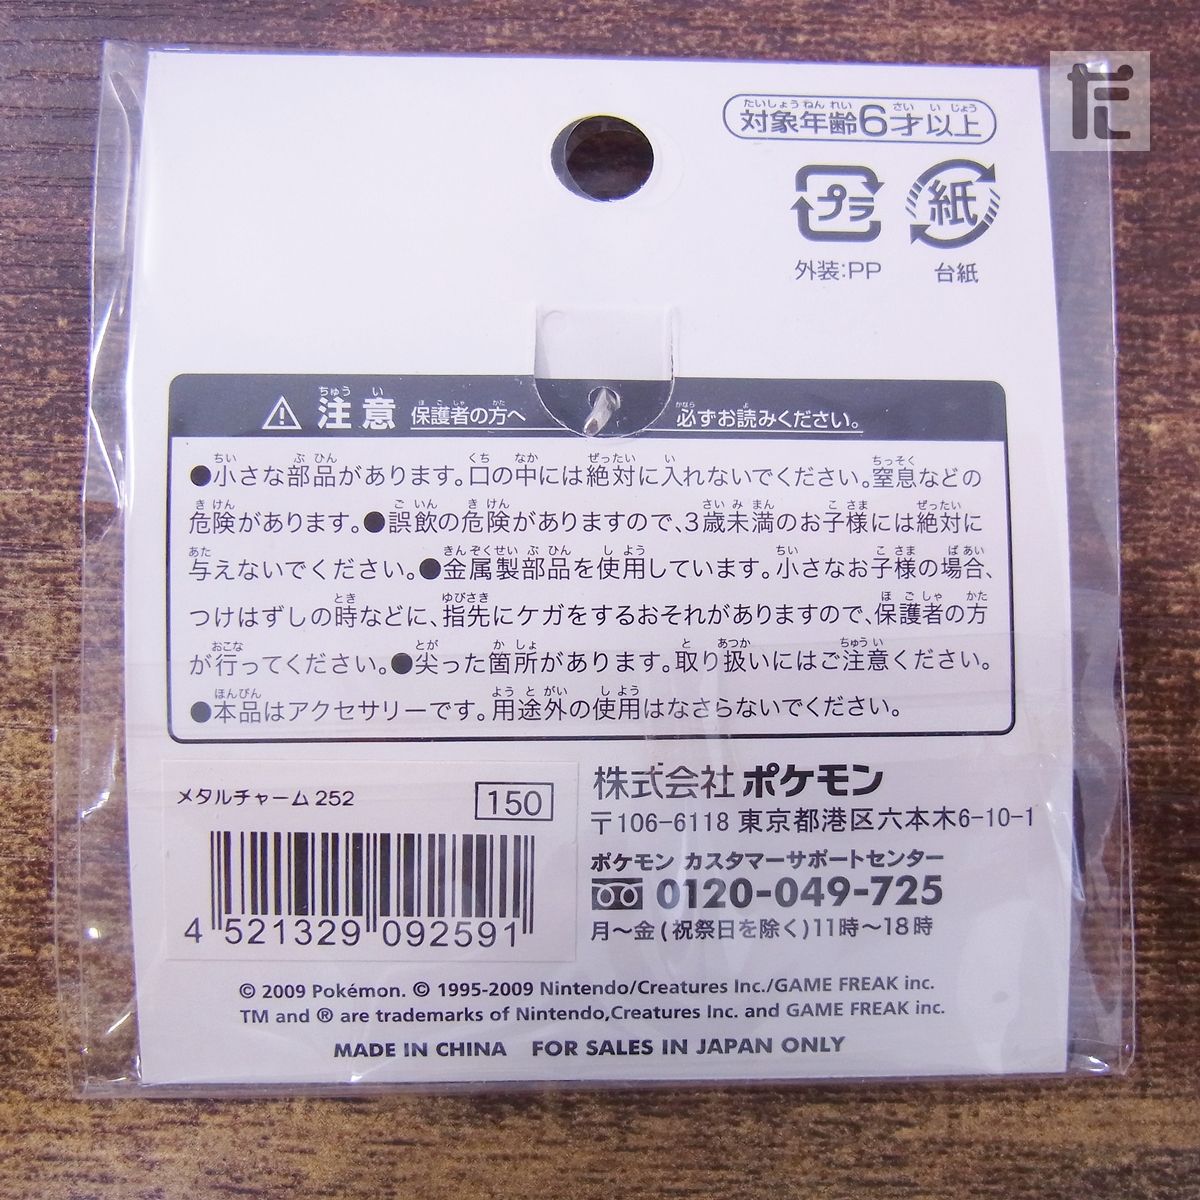 対象年齢6才以上
プラ
紙
外装:PP
台紙
注意 保護者の方へ 必ずお読みください。
●小さな部品があります。口の中には絶対に入れないでください。窒息などの
危険があります。●誤飲の危険がありますので、3歳未満のお子様には絶対に
与えないでください。●金属製部品を使用しています。小さなお子様の場合、
つけはずしの時などに、指先にケガをするおそれがありますので、保護者の方
が行ってください。●尖った箇所があります。取り扱いにはご注意ください。
●本品はアクセサリーです。用途外の使用はなさらないでください。
メタルチャーム252
150
4 521329 092591
株式会社ポケモン
〒106-6118 東京都港区六本木6-10-1
ポケモン カスタマーサポートセンター
0120-049-725
月〜金(祝祭日を除く)11時〜18時
© 2009 Pokémon. © 1995-2009 Nintendo/Creatures Inc./GAME FREAK inc.
TM and ® are trademarks of Nintendo,Creatures Inc. and GAME FREAK inc.
MADE IN CHINA FOR SALES IN JAPAN ONLY